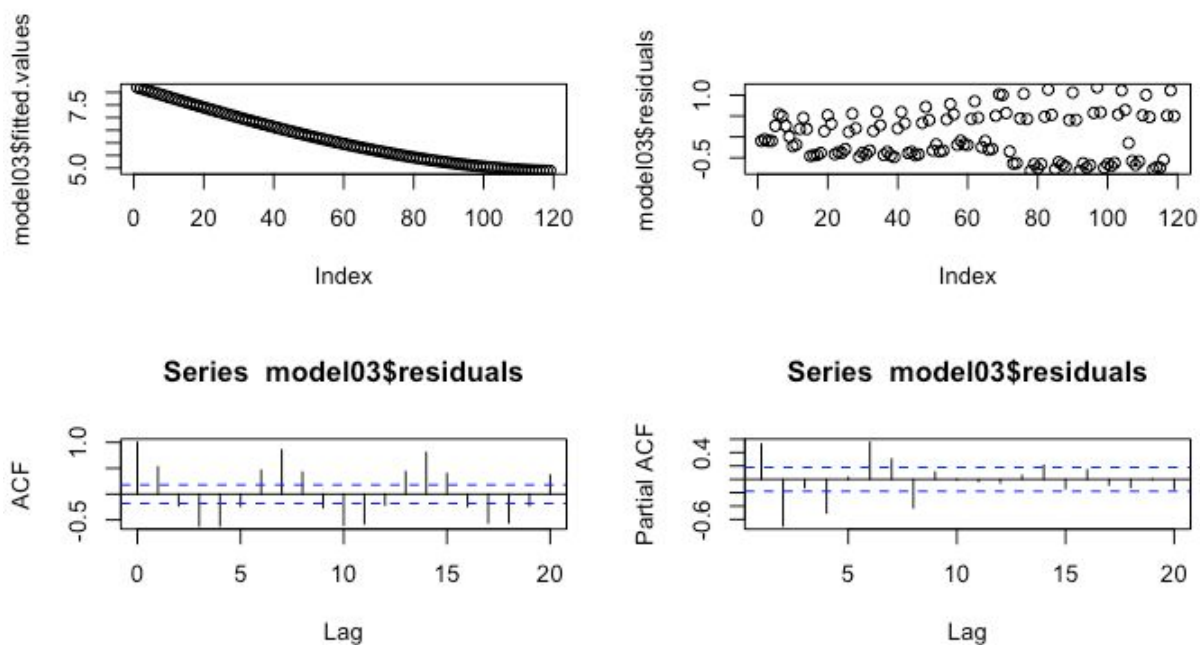 model03$fitted.values
7.5
5.0
0 20 40 60 80 100 120
Index
model03$residuals
1.0
-0.5
0 20 40 60 80 100 120
Index
Series model03$residuals
ACF
1.0
-0.5
0 5 10 15 20
Lag
Series model03$residuals
Partial ACF
0.4
-0.6
5 10 15 20
Lag